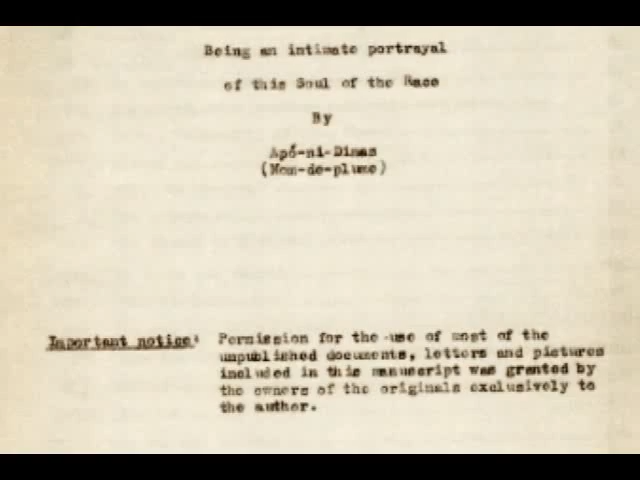 Being an intimate portrayal
of this Soul of the Race
By
Apó-ni-Dimas
(Nom-de-plume)
Important notice: Permission for the use of most of the
unpublished documents, letters and pictures
included in this manuscript was granted by
the owners of the originals exclusively to
the author.